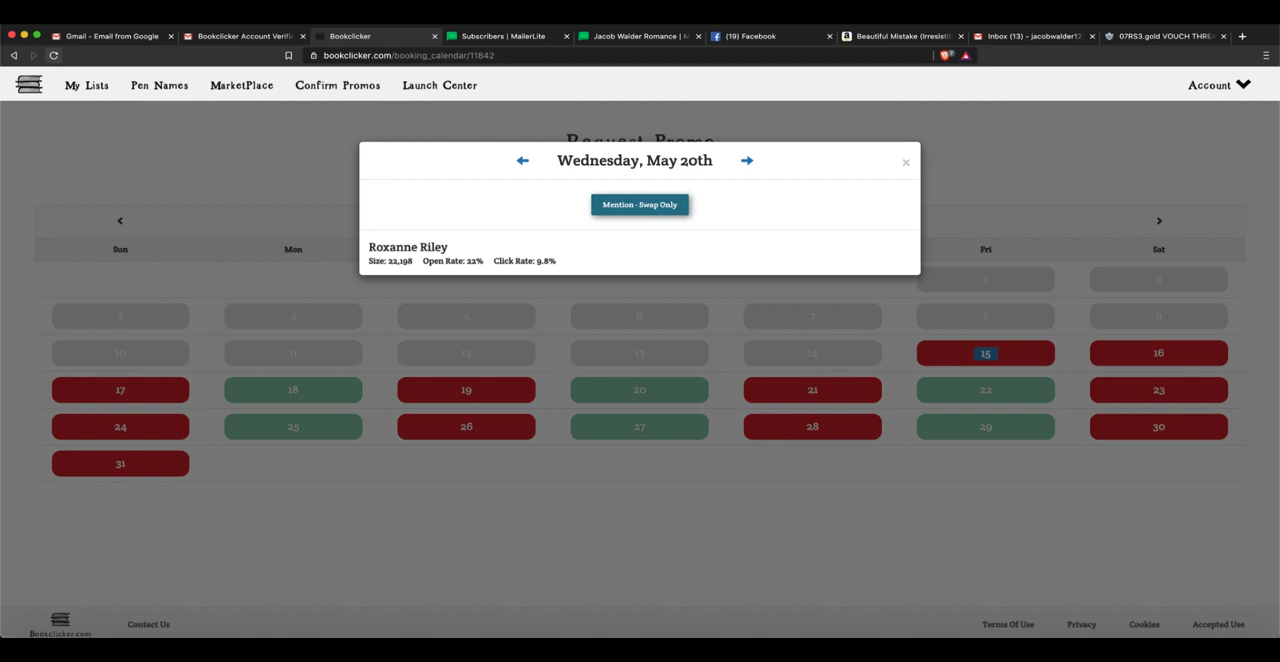 Gmail - Email from Google
Bookclicker Account Verific
Bookclicker
Subscribers | MailerLite
Jacob Walder Romance | M
(19) Facebook
Beautiful Mistake (Irresistib
Inbox (13) - jacobwalder12
07RS3.gold VOUCH THREA
bookclicker.com/booking_calendar/11842
My Lists Pen Names MarketPlace Confirm Promos Launch Center Account
Request Promo
Wednesday, May 20th
Mention - Swap Only
Roxanne Riley
Size: 22,198 Open Rate: 22% Click Rate: 9.8%
Sun Mon Fri Sat
1 2
3 4 5 6 7 8 9
10 11 12 13 14 15 16
17 18 19 20 21 22 23
24 25 26 27 28 29 30
31
Bookclicker.com
Contact Us
Terms Of Use Privacy Cookies Accepted Use